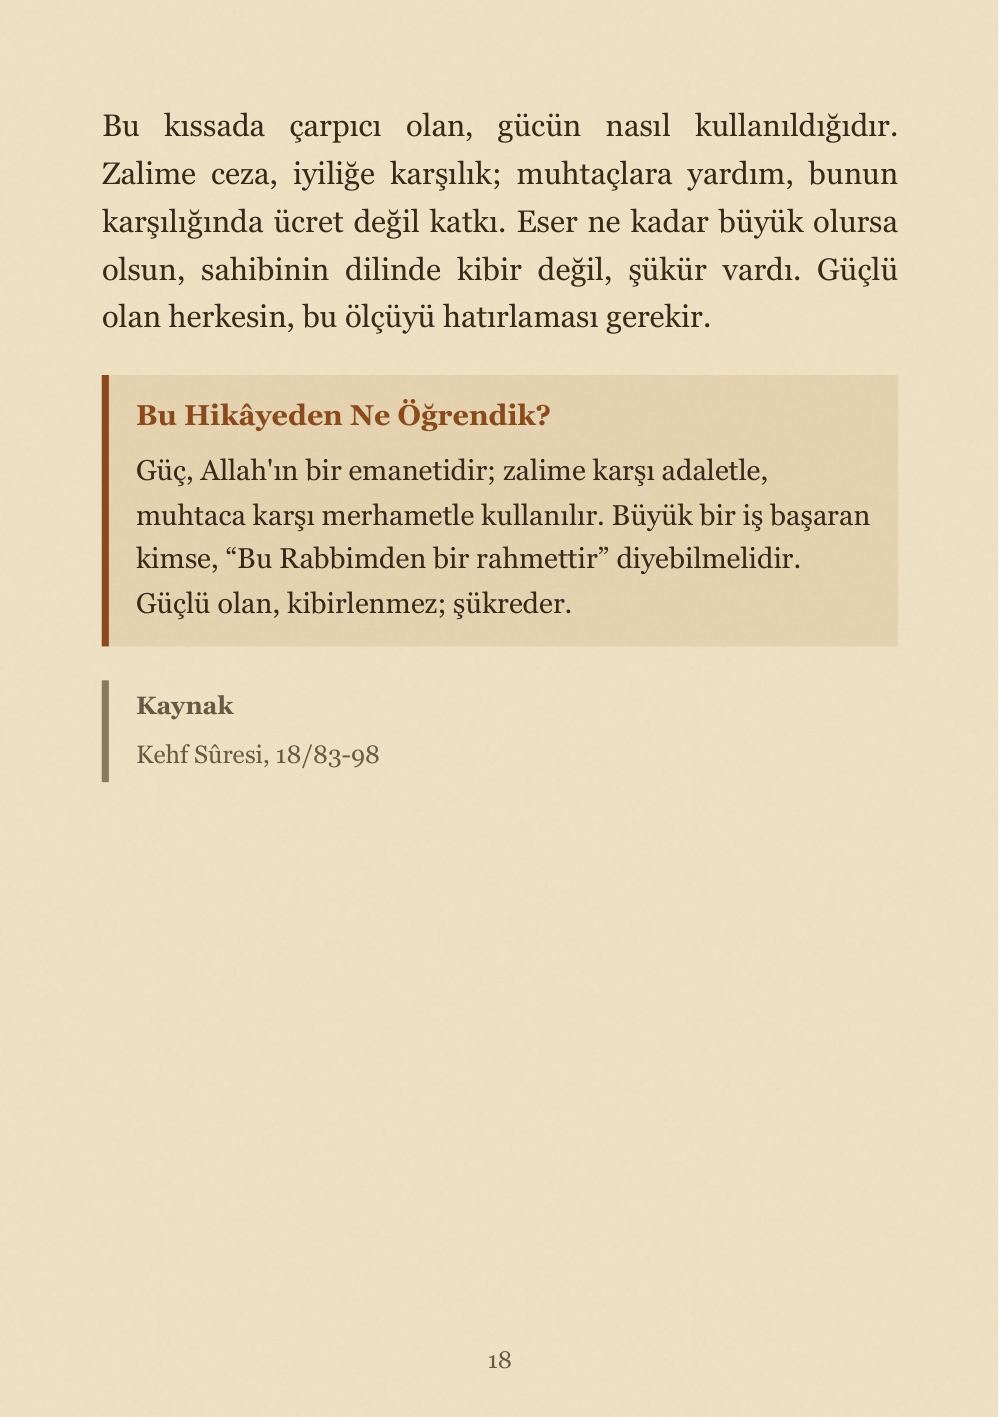 Bu kıssada çarpıcı olan, gücün nasıl kullanıldığıdır.
Zalime ceza, iyiliğe karşılık; muhtaçlara yardım, bunun
karşılığında ücret değil katkı. Eser ne kadar büyük olursa
olsun, sahibinin dilinde kibir değil, şükür vardı. Güçlü
olan herkesin, bu ölçüyü hatırlaması gerekir.
Bu Hikâyeden Ne Öğrendik?
Güç, Allah'ın bir emanetidir; zalime karşı adaletle,
muhtaca karşı merhametle kullanılır. Büyük bir iş başaran
kimse, “Bu Rabbimden bir rahmettir” diyebilmelidir.
Güçlü olan, kibirlenmez; şükreder.
Kaynak
Kehf Sûresi, 18/83-98
18